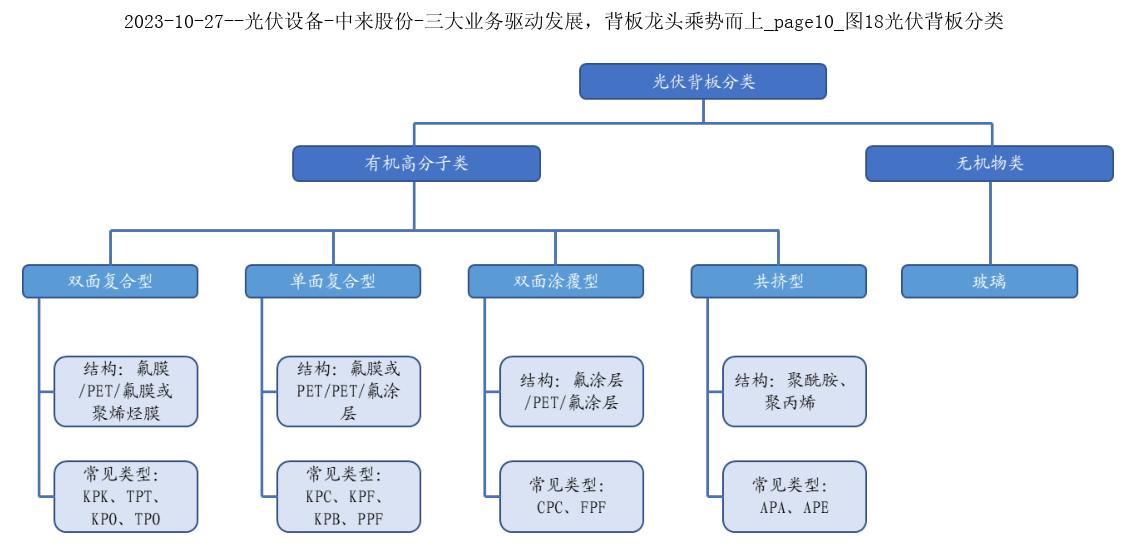 2023-10-27--光伏设备-中来股份-三大业务驱动发展，背板龙头乘势而上_page10_图18光伏背板分类
光伏背板分类
有机高分子类
无机物类
双面复合型
单面复合型
双面涂覆型
共挤型
玻璃
结构：氟膜
/PET/氟膜或
聚烯烃膜
结构：氟膜或
PET/PET/氟涂
层
结构：氟涂层
/PET/氟涂层
结构：聚酰胺、
聚丙烯
常见类型：
KPK、TPT、
KPO、TPO
常见类型：
KPC、KPF、
KPB、PPF
常见类型：
CPC、FPF
常见类型：
APA、APE